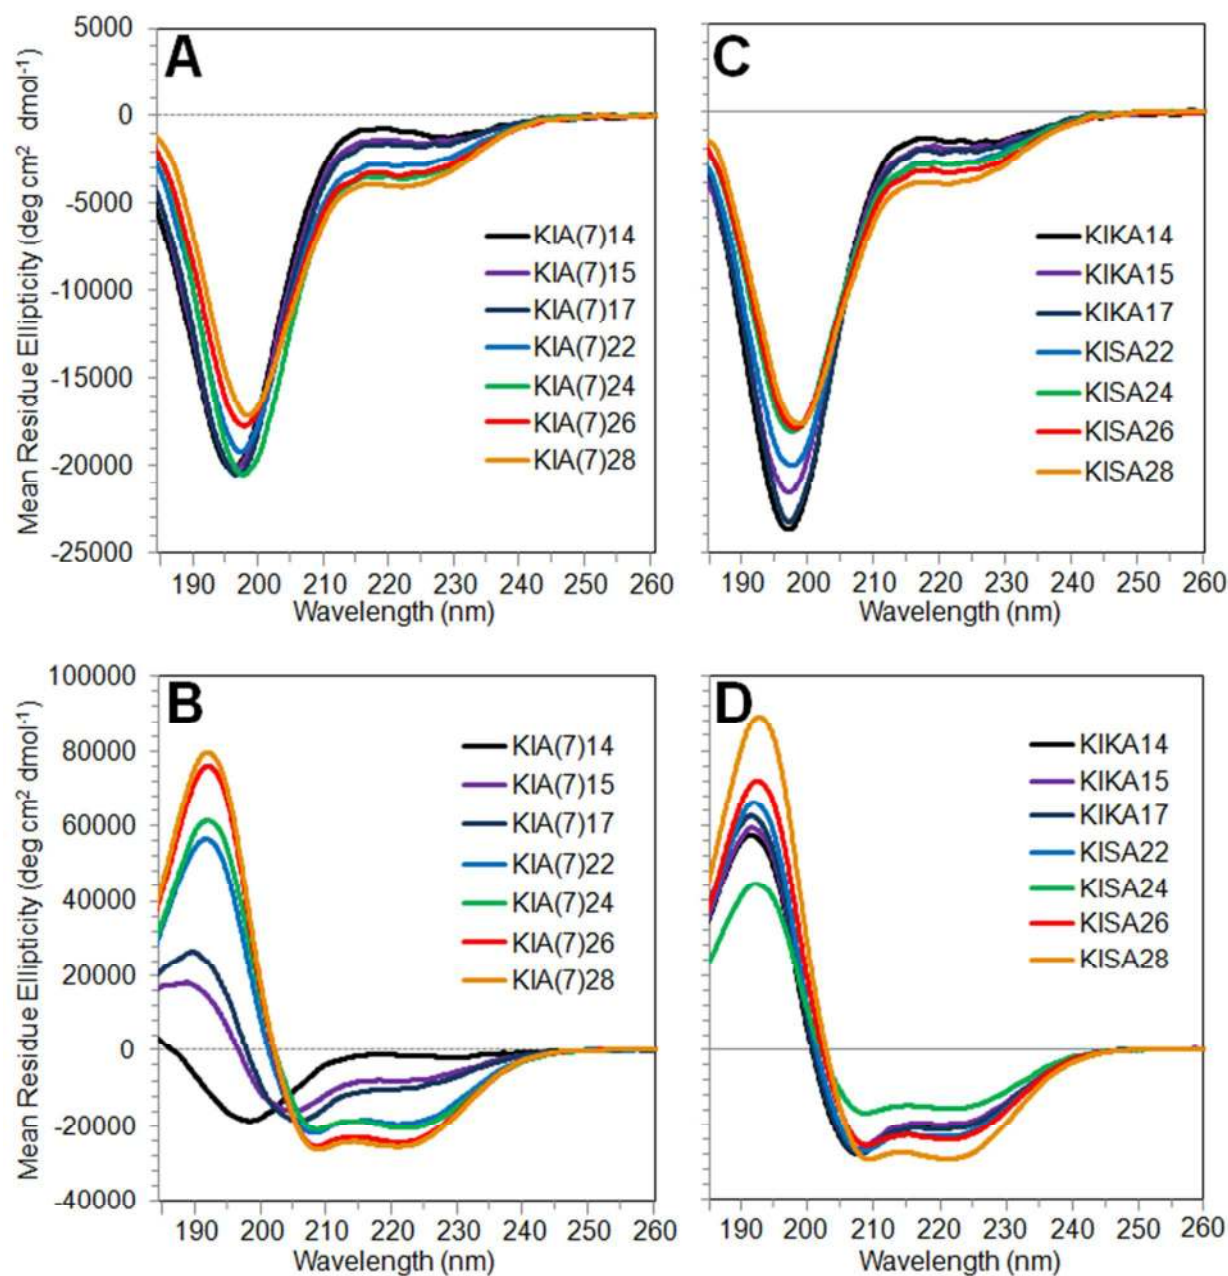 A
5000
0
-5000
-10000
-15000
-20000
-25000
Mean Residue Ellipticity (deg cm² dmol⁻¹)
KIA(7)14
KIA(7)15
KIA(7)17
KIA(7)22
KIA(7)24
KIA(7)26
KIA(7)28
190 200 210 220 230 240 250 260
Wavelength (nm)
C
KIKA14
KIKA15
KIKA17
KISA22
KISA24
KISA26
KISA28
190 200 210 220 230 240 250 260
Wavelength (nm)
B
100000
80000
60000
40000
20000
0
-20000
-40000
Mean Residue Ellipticity (deg cm² dmol⁻¹)
KIA(7)14
KIA(7)15
KIA(7)17
KIA(7)22
KIA(7)24
KIA(7)26
KIA(7)28
190 200 210 220 230 240 250 260
Wavelength (nm)
D
KIKA14
KIKA15
KIKA17
KISA22
KISA24
KISA26
KISA28
190 200 210 220 230 240 250 260
Wavelength (nm)